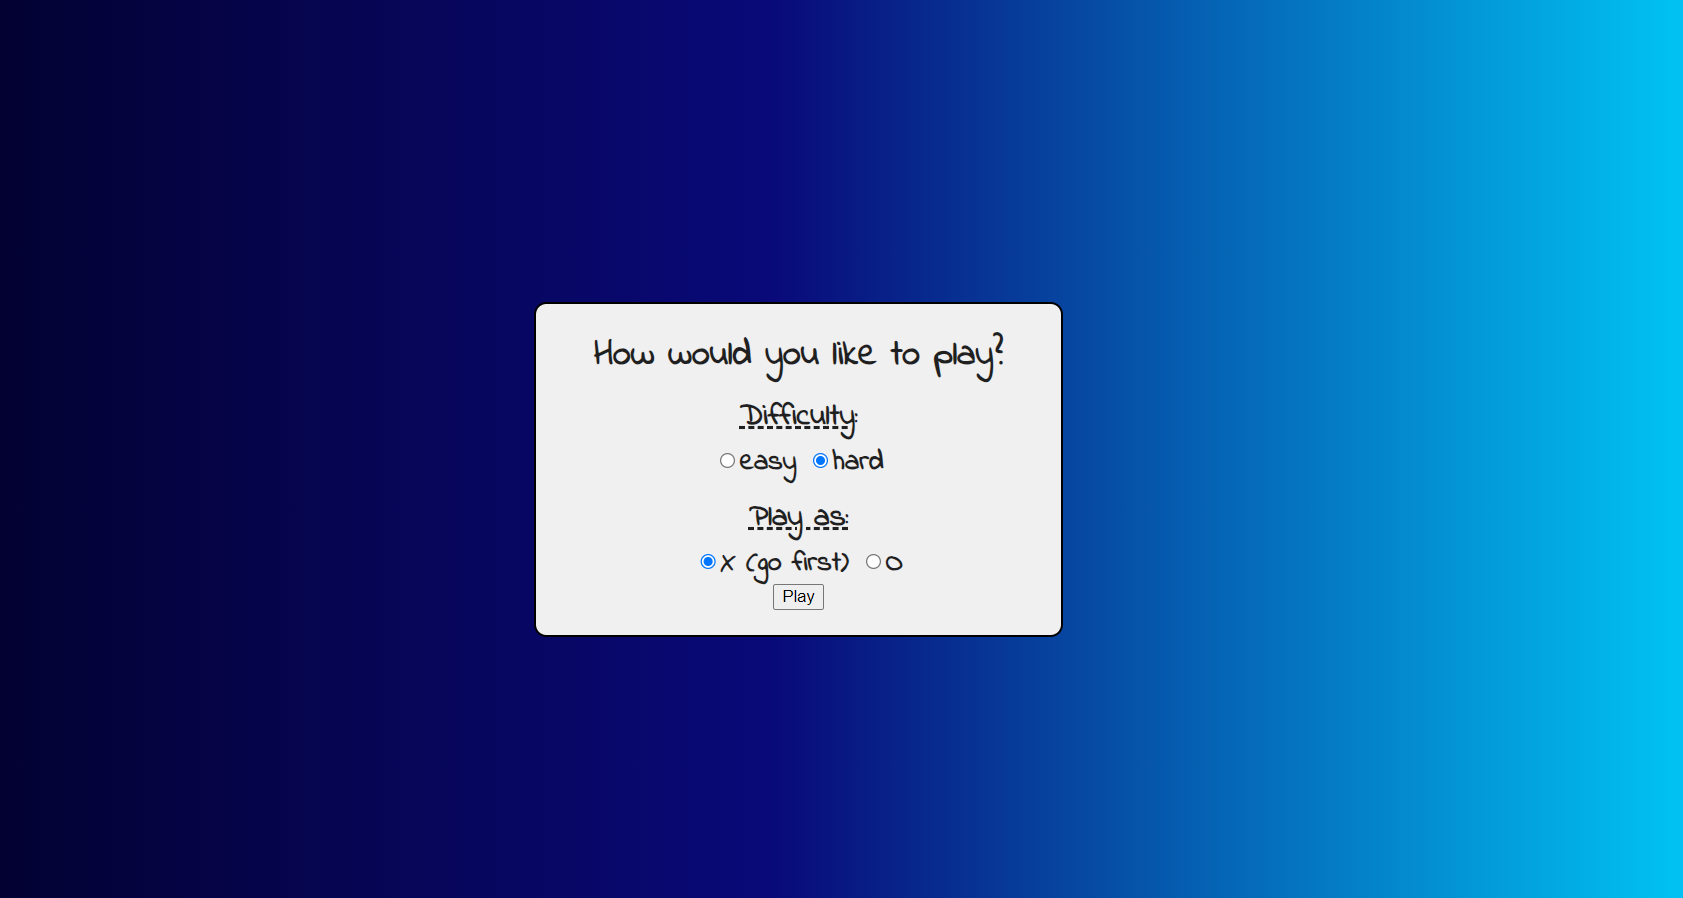 How would you like to play?
Difficulty:
easy hard
Play as:
X (go first) O
Play